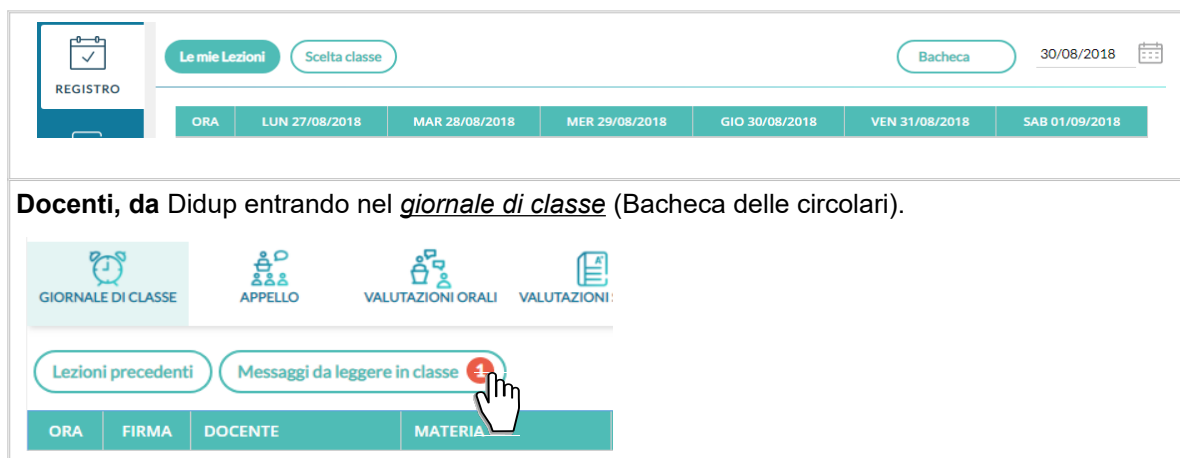 Le mie Lezioni Scelta classe Bacheca 30/08/2018
REGISTRO
ORA LUN 27/08/2018 MAR 28/08/2018 MER 29/08/2018 GIO 30/08/2018 VEN 31/08/2018 SAB 01/09/2018
Docenti, da Didup entrando nel giornale di classe (Bacheca delle circolari).
GIORNALE DI CLASSE APPELLO VALUTAZIONI ORALI VALUTAZIONI
Lezioni precedenti Messaggi da leggere in classe 1
ORA FIRMA DOCENTE MATERIA